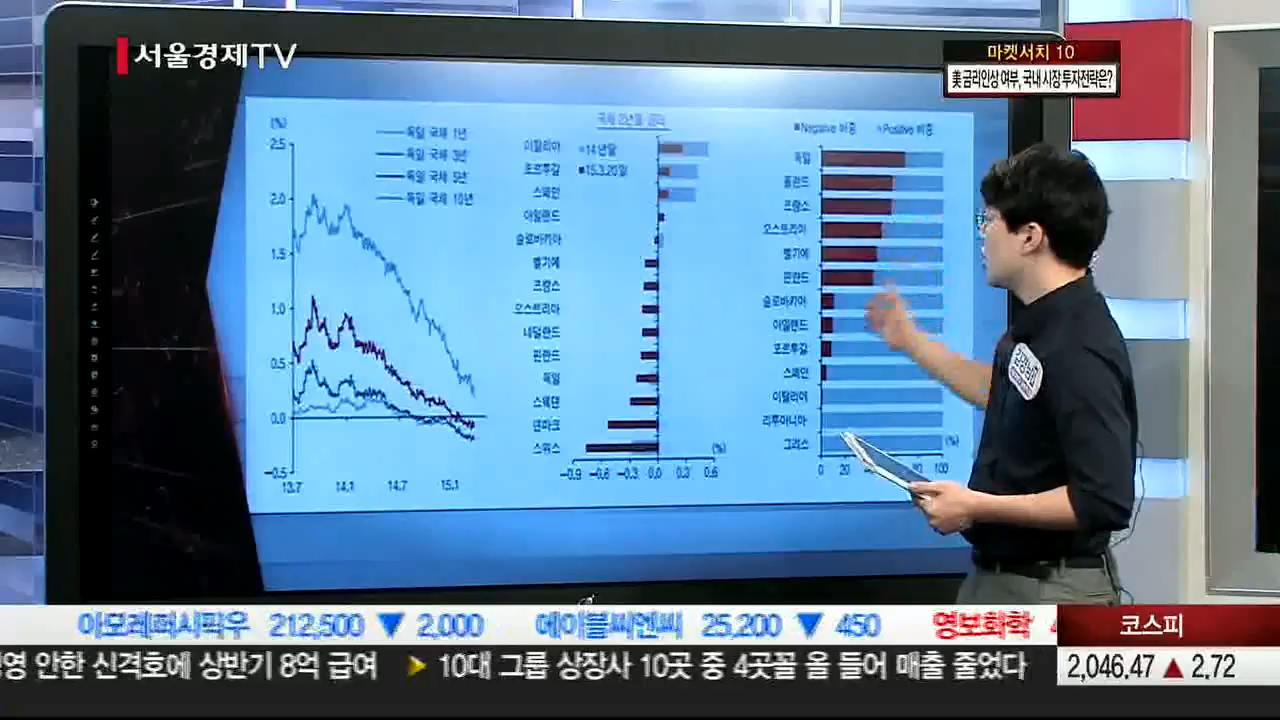 서울경제TV
마켓서치 10
美 금리인상 여부, 국내 시장 투자전략은?
(%)
2.5
2.0
1.5
1.0
0.5
0.0
-0.5
13.7 14.1 14.7 15.1
독일 국채 1년
독일 국채 3년
독일 국채 5년
독일 국채 10년
14년말
15.3.20일
이탈리아
포르투갈
스페인
아일랜드
슬로바키아
벨기에
프랑스
오스트리아
네덜란드
핀란드
독일
스웨덴
덴마크
스위스
(%)
-0.9 -0.6 -0.3 0.0 0.3 0.6
Negative 비중 Positive 비중
독일
폴란드
프랑스
오스트리아
벨기에
핀란드
슬로바키아
아일랜드
포르투갈
스페인
이탈리아
리투아니아
그리스
(%)
0 20 80 100
아모레퍼시픽우 212,500 ▼ 2,000 에이블씨엔씨 25,200 ▼ 450 영보화학
코스피
영 안한 신격호에 상반기 8억 급여 10대 그룹 상장사 10곳 중 4곳꼴 올 들어 매출 줄었다
2,046.47 ▲ 2.72